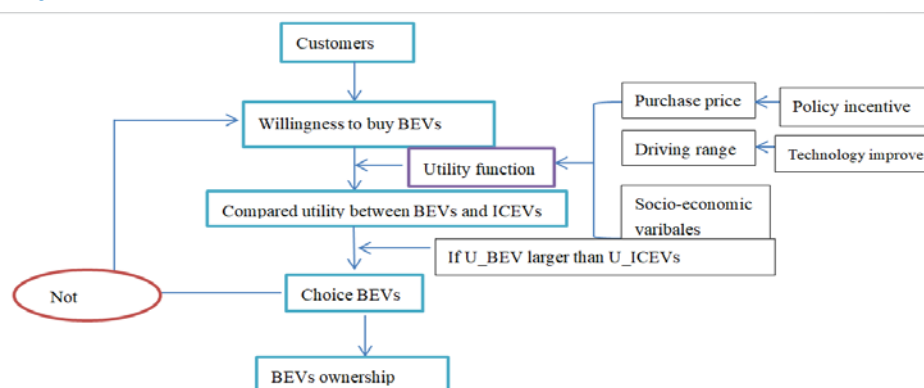 Customers
Willingness to buy BEVs
Purchase price
Policy incentive
Driving range
Technology improve
Utility function
Socio-economic
varibales
Compared utility between BEVs and ICEVs
If U_BEV larger than U_ICEVs
Not
Choice BEVs
BEVs ownership